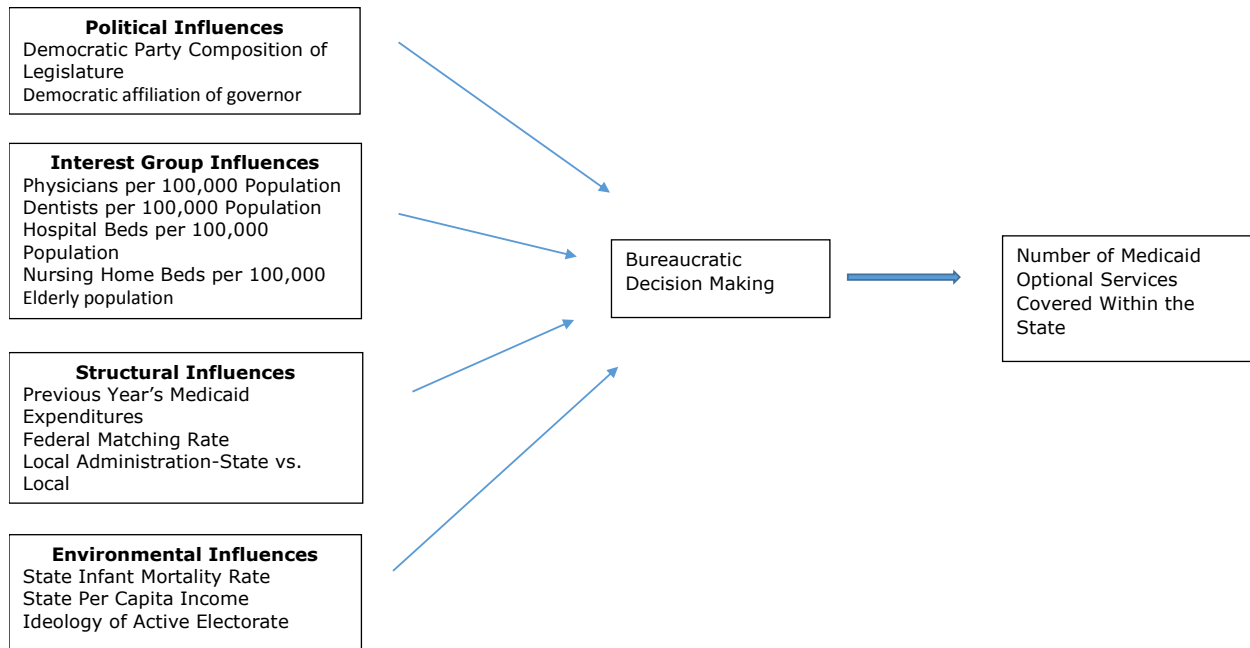 Political Influences
Democratic Party Composition of
Legislature
Democratic affiliation of governor
Interest Group Influences
Physicians per 100,000 Population
Dentists per 100,000 Population
Hospital Beds per 100,000
Population
Nursing Home Beds per 100,000
Elderly population
Structural Influences
Previous Year’s Medicaid
Expenditures
Federal Matching Rate
Local Administration-State vs.
Local
Environmental Influences
State Infant Mortality Rate
State Per Capita Income
Ideology of Active Electorate
Bureaucratic
Decision Making
Number of Medicaid
Optional Services
Covered Within the
State